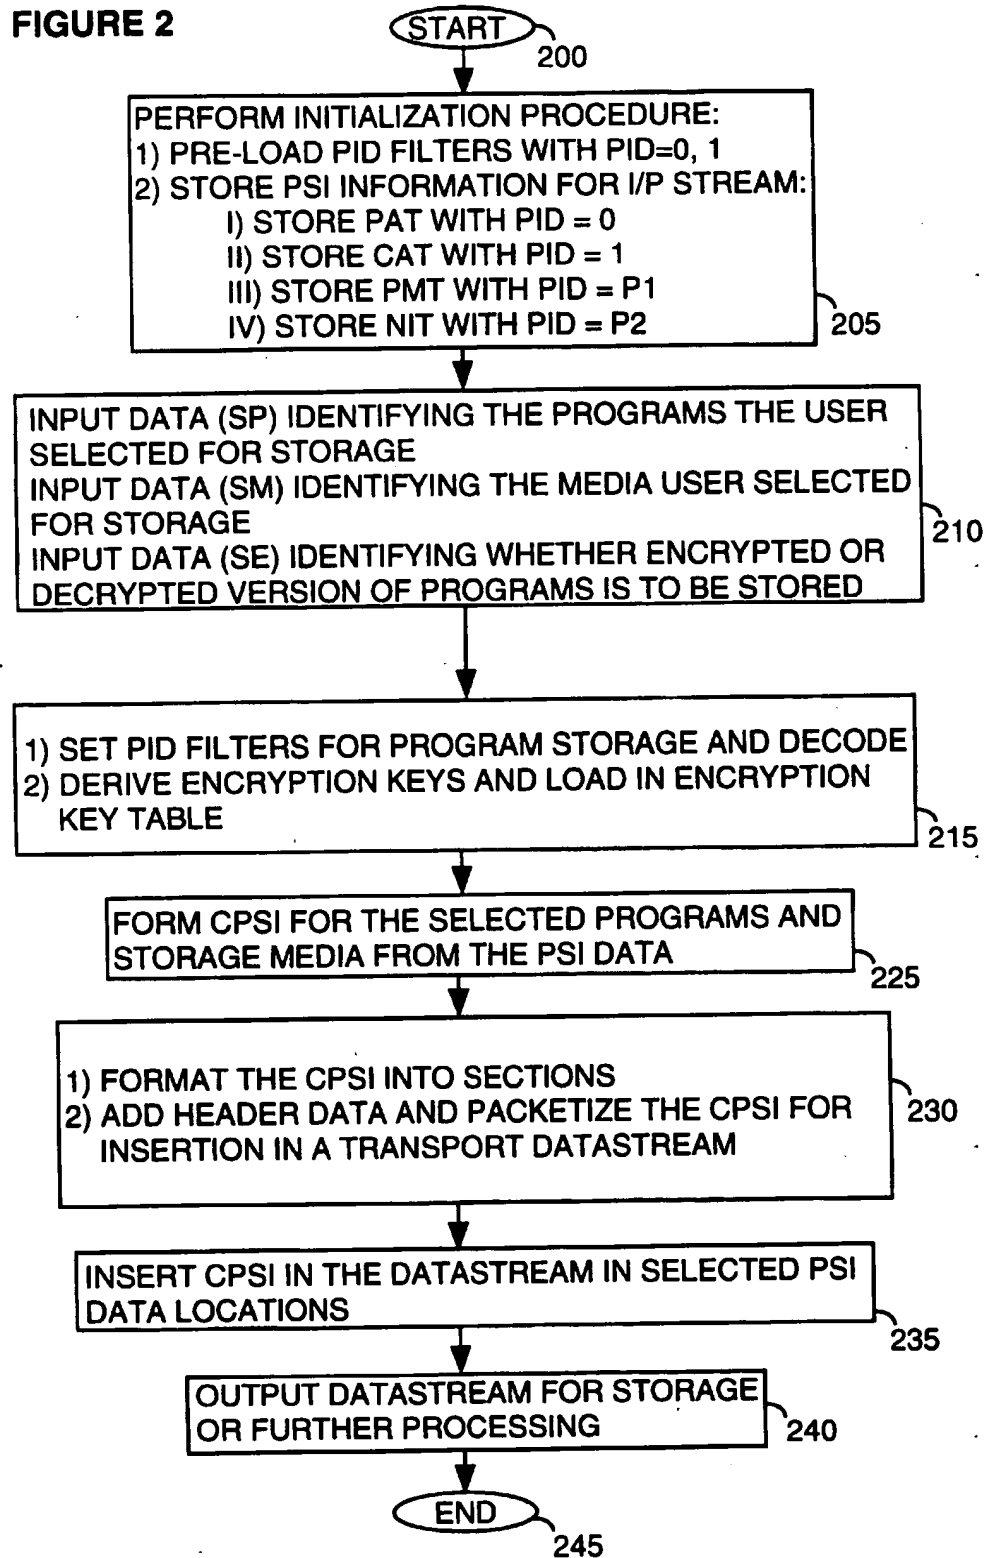 FIGURE 2
START
200
PERFORM INITIALIZATION PROCEDURE:
1) PRE-LOAD PID FILTERS WITH PID=0, 1
2) STORE PSI INFORMATION FOR I/P STREAM:
I) STORE PAT WITH PID = 0
II) STORE CAT WITH PID = 1
III) STORE PMT WITH PID = P1
IV) STORE NIT WITH PID = P2
205
INPUT DATA (SP) IDENTIFYING THE PROGRAMS THE USER
SELECTED FOR STORAGE
INPUT DATA (SM) IDENTIFYING THE MEDIA USER SELECTED
FOR STORAGE
INPUT DATA (SE) IDENTIFYING WHETHER ENCRYPTED OR
DECRYPTED VERSION OF PROGRAMS IS TO BE STORED
210
1) SET PID FILTERS FOR PROGRAM STORAGE AND DECODE
2) DERIVE ENCRYPTION KEYS AND LOAD IN ENCRYPTION
KEY TABLE
215
FORM CPSI FOR THE SELECTED PROGRAMS AND
STORAGE MEDIA FROM THE PSI DATA
225
1) FORMAT THE CPSI INTO SECTIONS
2) ADD HEADER DATA AND PACKETIZE THE CPSI FOR
INSERTION IN A TRANSPORT DATASTREAM
230
INSERT CPSI IN THE DATASTREAM IN SELECTED PSI
DATA LOCATIONS
235
OUTPUT DATASTREAM FOR STORAGE
OR FURTHER PROCESSING
240
END
245